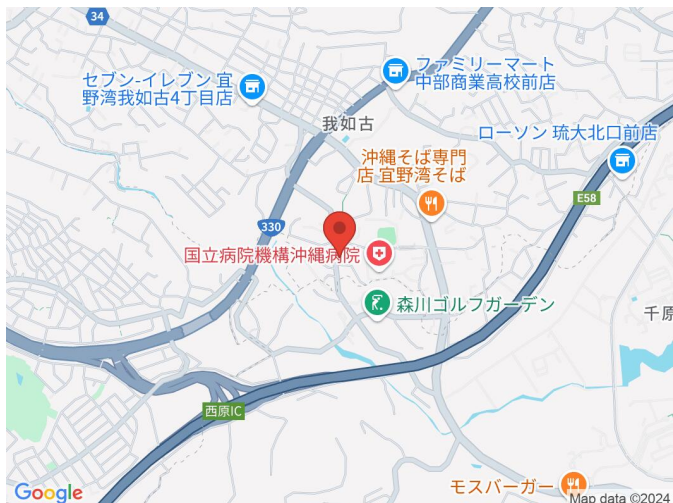 34
セブン-イレブン 宜
野湾我如古4丁目店
ファミリーマート
中部商業高校前店
我如古
沖縄そば専門
店 宜野湾そば
ローソン 琉大北口前店
E58
330
国立病院機構沖縄病院
森川ゴルフガーデン
千原
西原IC
モスバーガー
Google
Map data ©2024